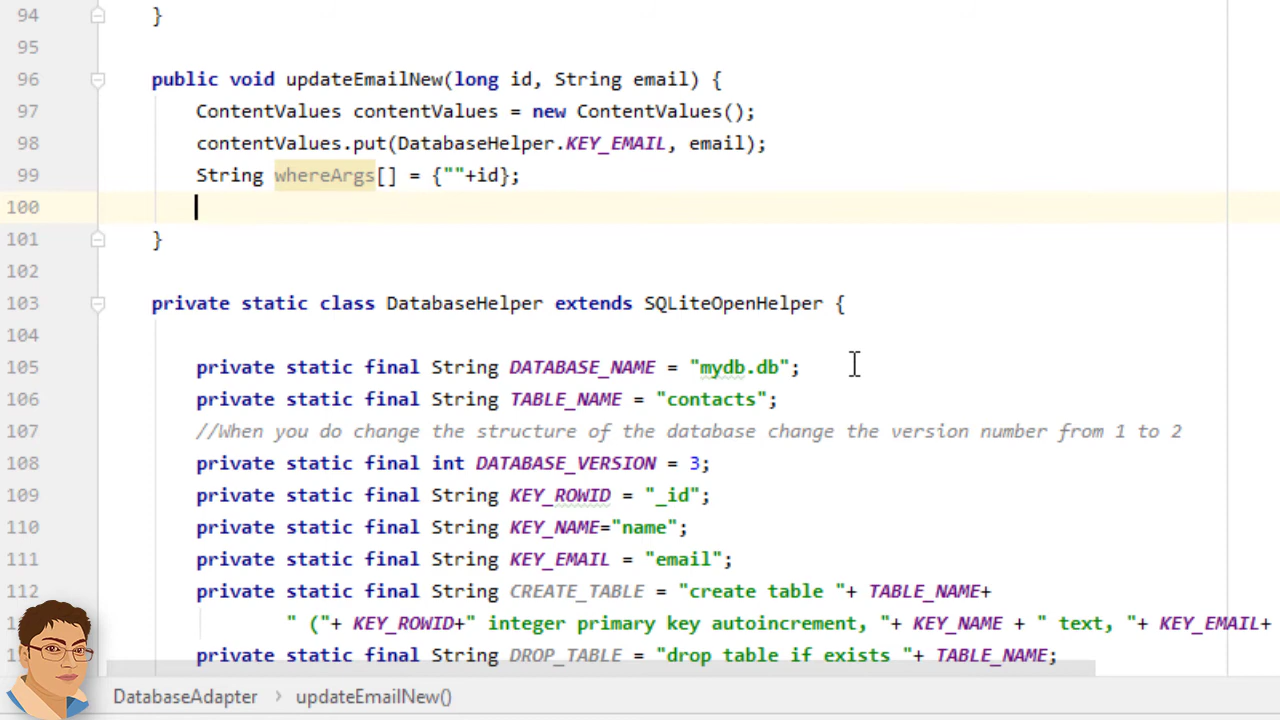 94 }
95
96 public void updateEmailNew(long id, String email) {
97 ContentValues contentValues = new ContentValues();
98 contentValues.put(DatabaseHelper.KEY_EMAIL, email);
99 String whereArgs[] = {""+id};
100
101 }
102
103 private static class DatabaseHelper extends SQLiteOpenHelper {
104
105 private static final String DATABASE_NAME = "mydb.db";
106 private static final String TABLE_NAME = "contacts";
107 //When you do change the structure of the database change the version number from 1 to 2
108 private static final int DATABASE_VERSION = 3;
109 private static final String KEY_ROWID = "_id";
110 private static final String KEY_NAME="name";
111 private static final String KEY_EMAIL = "email";
112 private static final String CREATE_TABLE = "create table "+ TABLE_NAME+
" ("+ KEY_ROWID+" integer primary key autoincrement, "+ KEY_NAME + " text, "+ KEY_EMAIL+
private static final String DROP_TABLE = "drop table if exists "+ TABLE_NAME;
DatabaseAdapter › updateEmailNew()